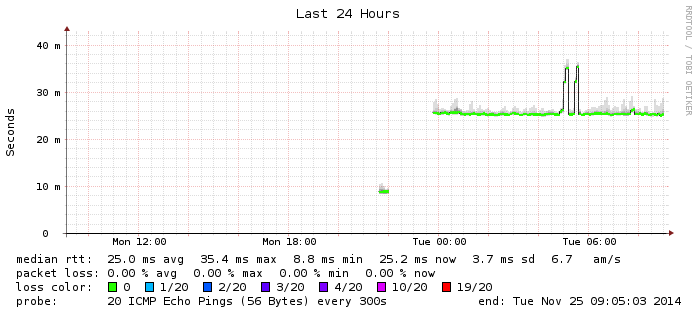 Last 24 Hours
RRDTOOL / TOBI OETIKER
Seconds
40 m
30 m
20 m
10 m
0
Mon 12:00 Mon 18:00 Tue 00:00 Tue 06:00
median rtt: 25.0 ms avg 35.4 ms max 8.8 ms min 25.2 ms now 3.7 ms sd 6.7 am/s
packet loss: 0.00 % avg 0.00 % max 0.00 % min 0.00 % now
loss color: 0 1/20 2/20 3/20 4/20 10/20 19/20
probe: 20 ICMP Echo Pings (56 Bytes) every 300s end: Tue Nov 25 09:05:03 2014